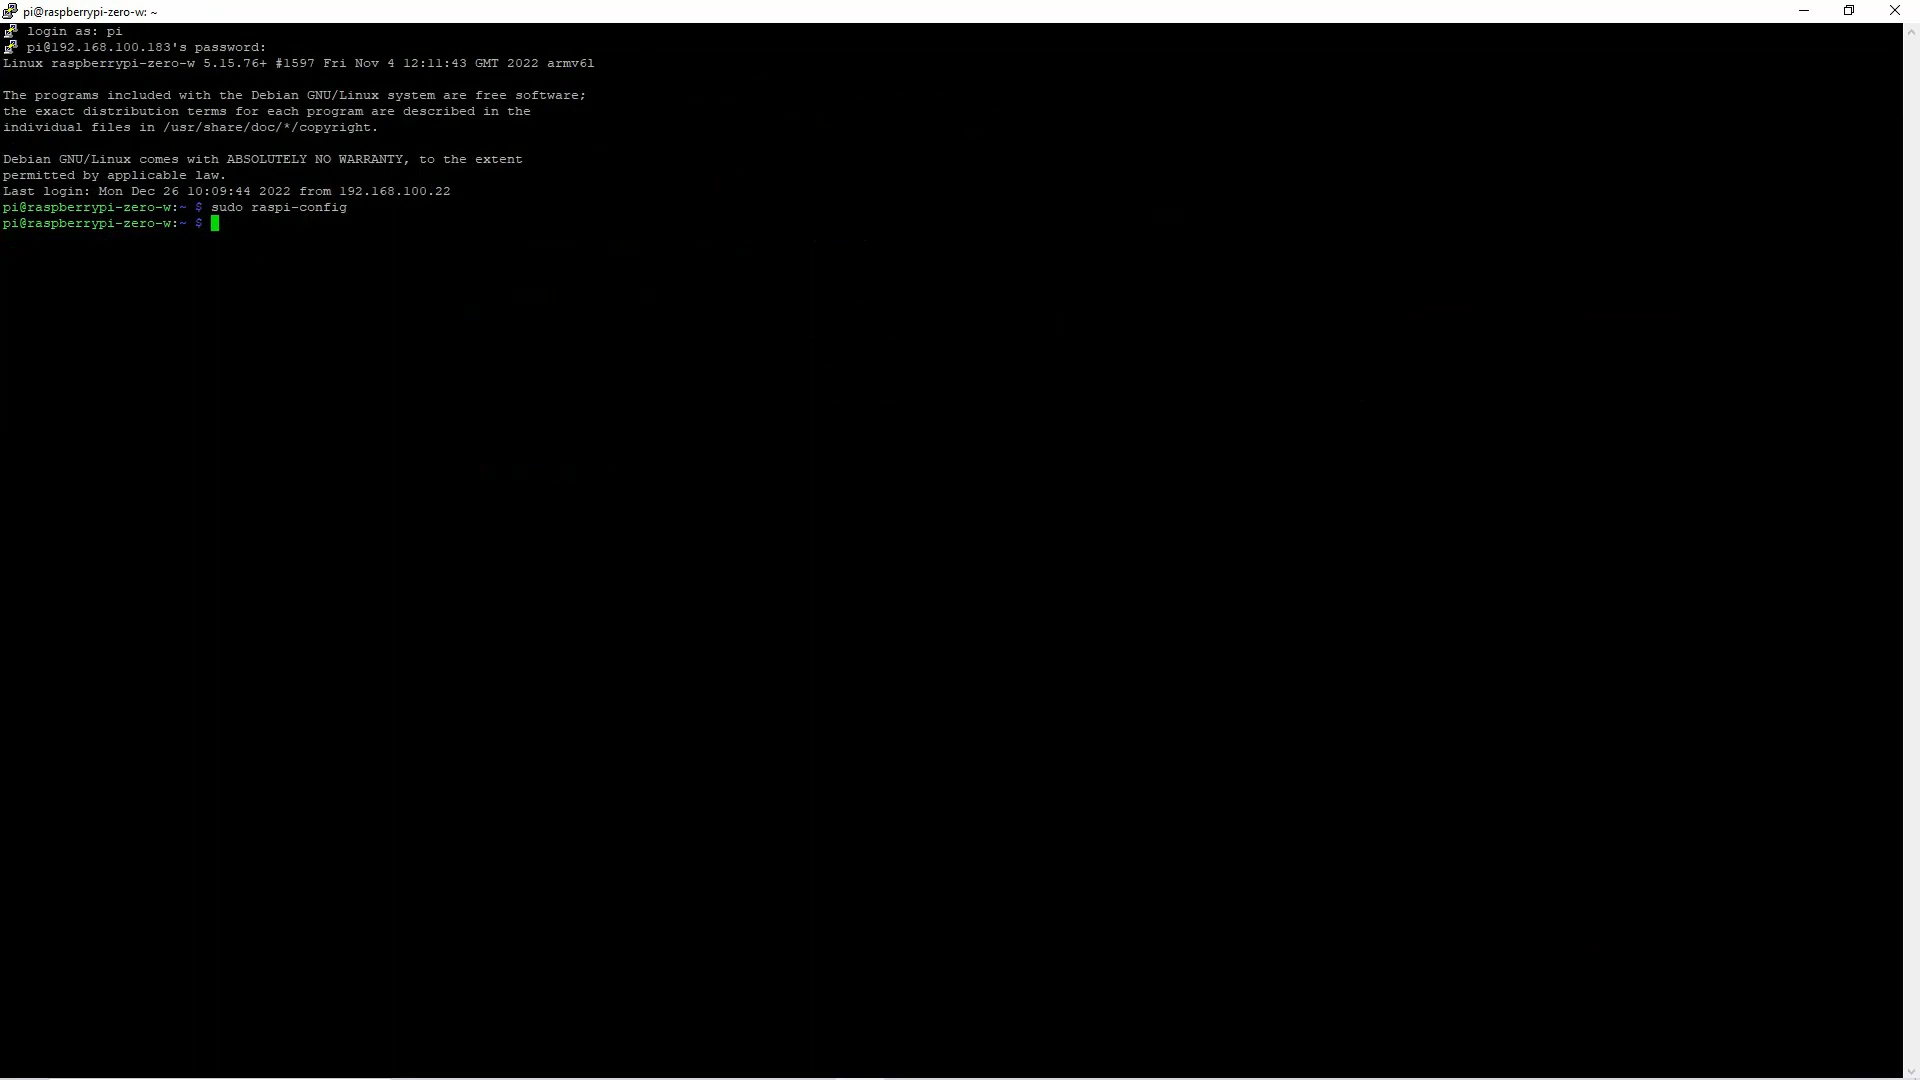 pi@raspberrypi-zero-w: ~
login as: pi
pi@192.168.100.183's password:
Linux raspberrypi-zero-w 5.15.76+ #1597 Fri Nov 4 12:11:43 GMT 2022 armv6l
The programs included with the Debian GNU/Linux system are free software;
the exact distribution terms for each program are described in the
individual files in /usr/share/doc/*/copyright.
Debian GNU/Linux comes with ABSOLUTELY NO WARRANTY, to the extent
permitted by applicable law.
Last login: Mon Dec 26 10:09:44 2022 from 192.168.100.22
pi@raspberrypi-zero-w:~ $ sudo raspi-config
pi@raspberrypi-zero-w:~ $